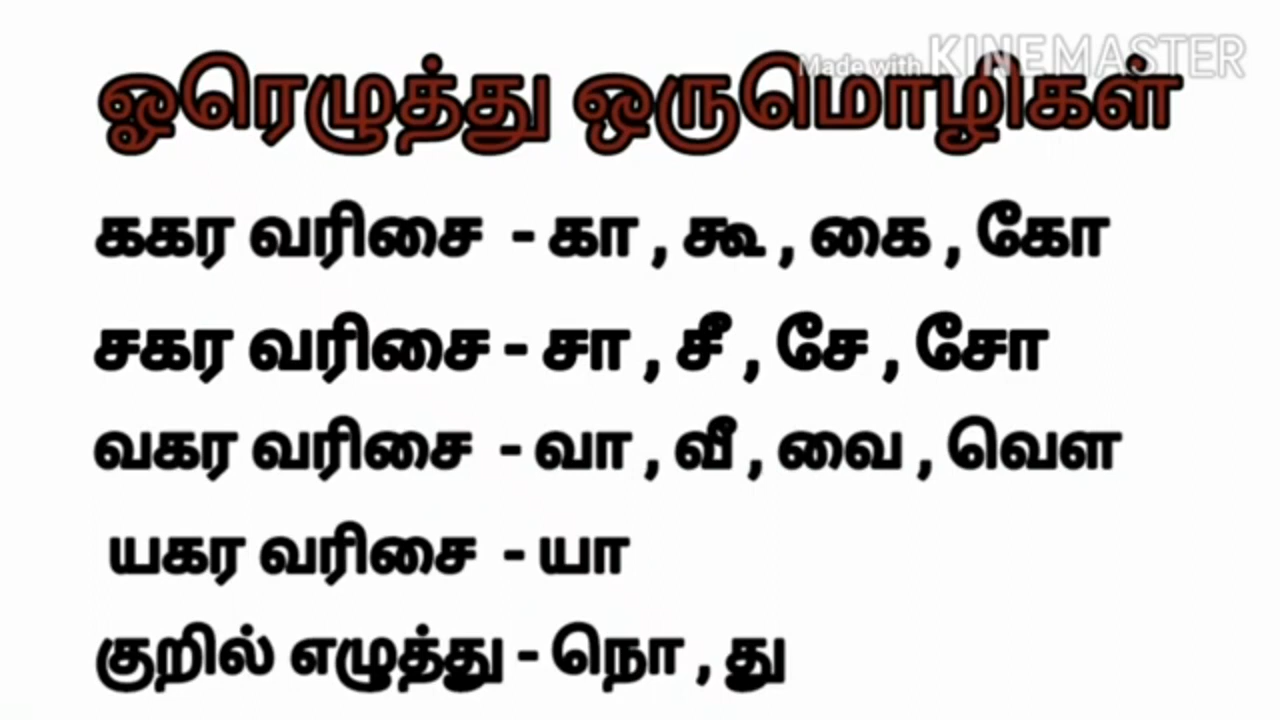 Made with KINEMASTER
ஓரெழுத்து ஒருமொழிகள்
ககர வரிசை - கா , கூ , கை , கோ
சகர வரிசை - சா , சீ , சே , சோ
வகர வரிசை - வா , வீ , வை , வௌ
யகர வரிசை - யா
குறில் எழுத்து - நொ , து